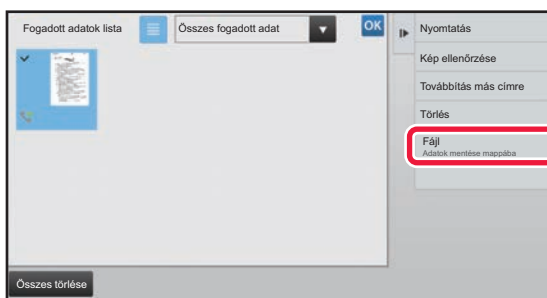 Fogadott adatok lista
Összes fogadott adat
OK
Nyomtatás
Kép ellenőrzése
Továbbítás más címre
Törlés
Fájl
Adatok mentése mappába
Összes törlése